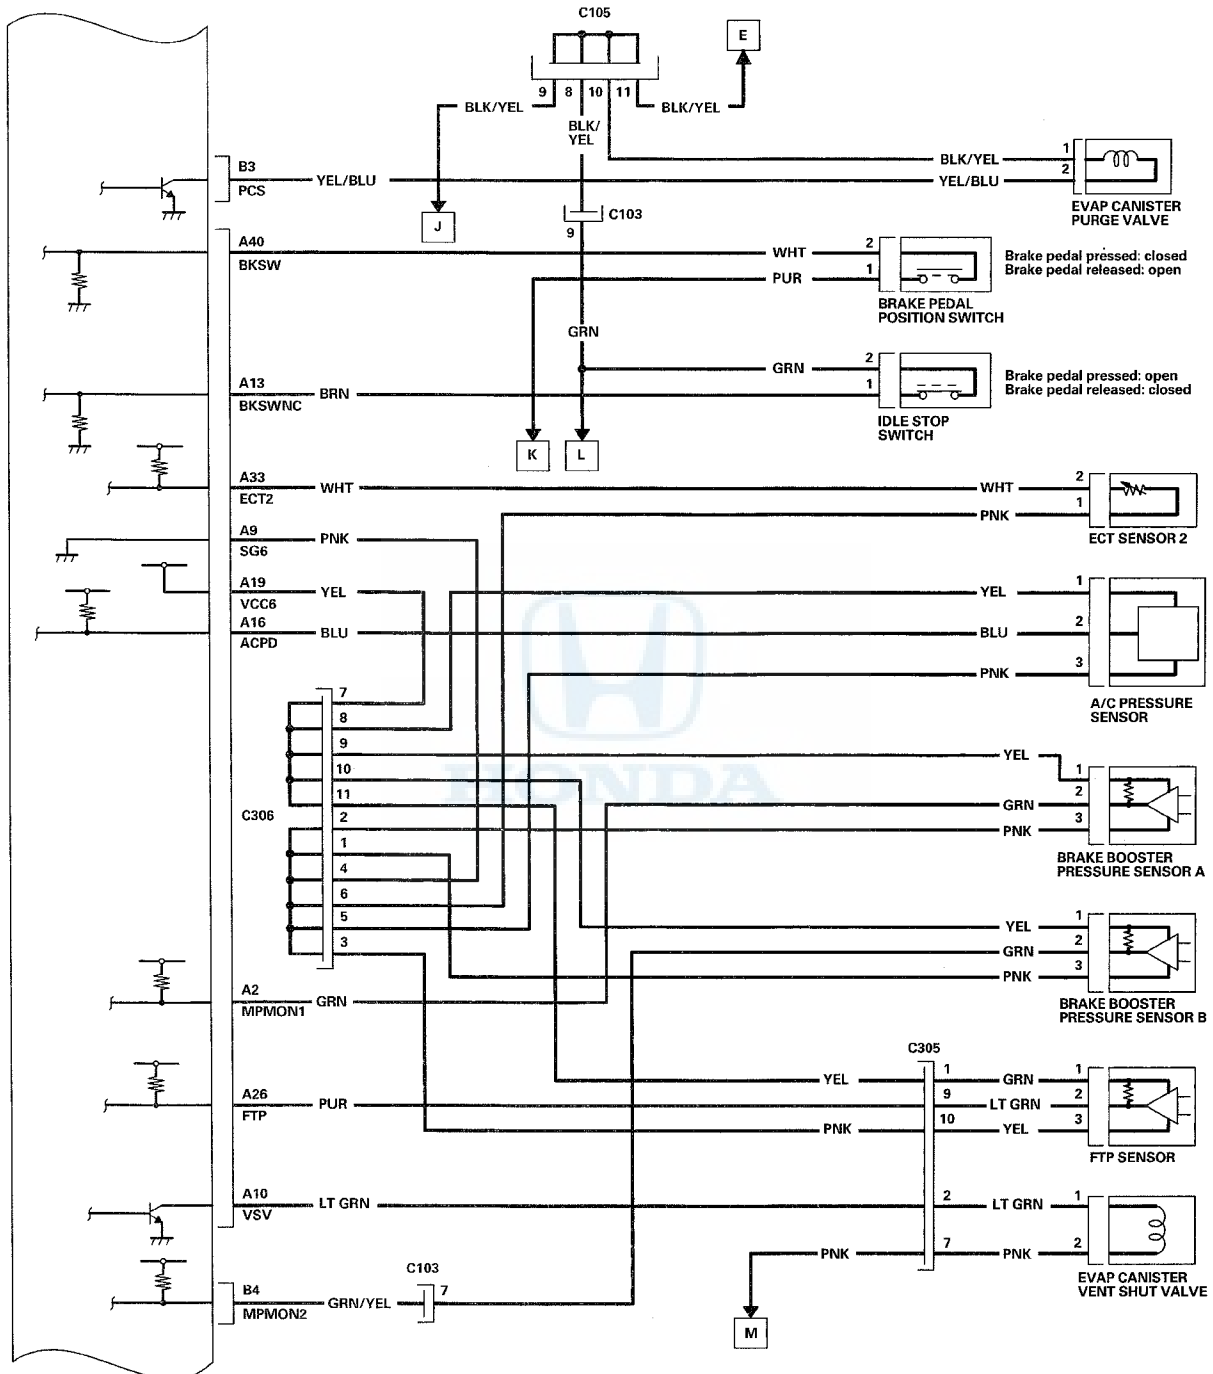 C105
E
9 8 10 11
BLK/YEL BLK/YEL
BLK/
YEL
J
C103
9
B3
PCS
YEL/BLU
BLK/YEL 1
YEL/BLU 2
EVAP CANISTER
PURGE VALVE
A40
BKSW
WHT 2
PUR 1
BRAKE PEDAL
POSITION SWITCH
Brake pedal pressed: closed
Brake pedal released: open
GRN
A13
BKSWNC
BRN
GRN 2
1
IDLE STOP
SWITCH
Brake pedal pressed: open
Brake pedal released: closed
K L
A33
ECT2
WHT
WHT 2
PNK 1
ECT SENSOR 2
A9
SG6
PNK
A19
VCC6
YEL
A16
ACPD
BLU
YEL 1
BLU 2
PNK 3
A/C PRESSURE
SENSOR
HONDA
C306
7
8
9
10
11
2
1
4
6
5
3
YEL 1
GRN 2
PNK 3
BRAKE BOOSTER
PRESSURE SENSOR A
YEL 1
GRN 2
PNK 3
BRAKE BOOSTER
PRESSURE SENSOR B
A2
MPMON1
GRN
C305
A26
FTP
PUR
YEL 1 GRN 1
9 LT GRN 2
PNK 10 YEL 3
FTP SENSOR
A10
VSV
LT GRN
2 LT GRN 1
PNK 7 PNK 2
EVAP CANISTER
VENT SHUT VALVE
M
B4
MPMON2
GRN/YEL
C103
7